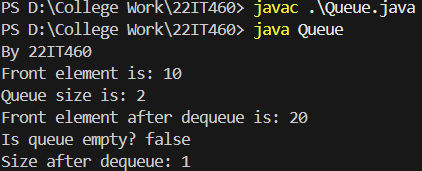 PS D:\College Work\22IT460> javac .\Queue.java
PS D:\College Work\22IT460> java Queue
By 22IT460
Front element is: 10
Queue size is: 2
Front element after dequeue is: 20
Is queue empty? false
Size after dequeue: 1